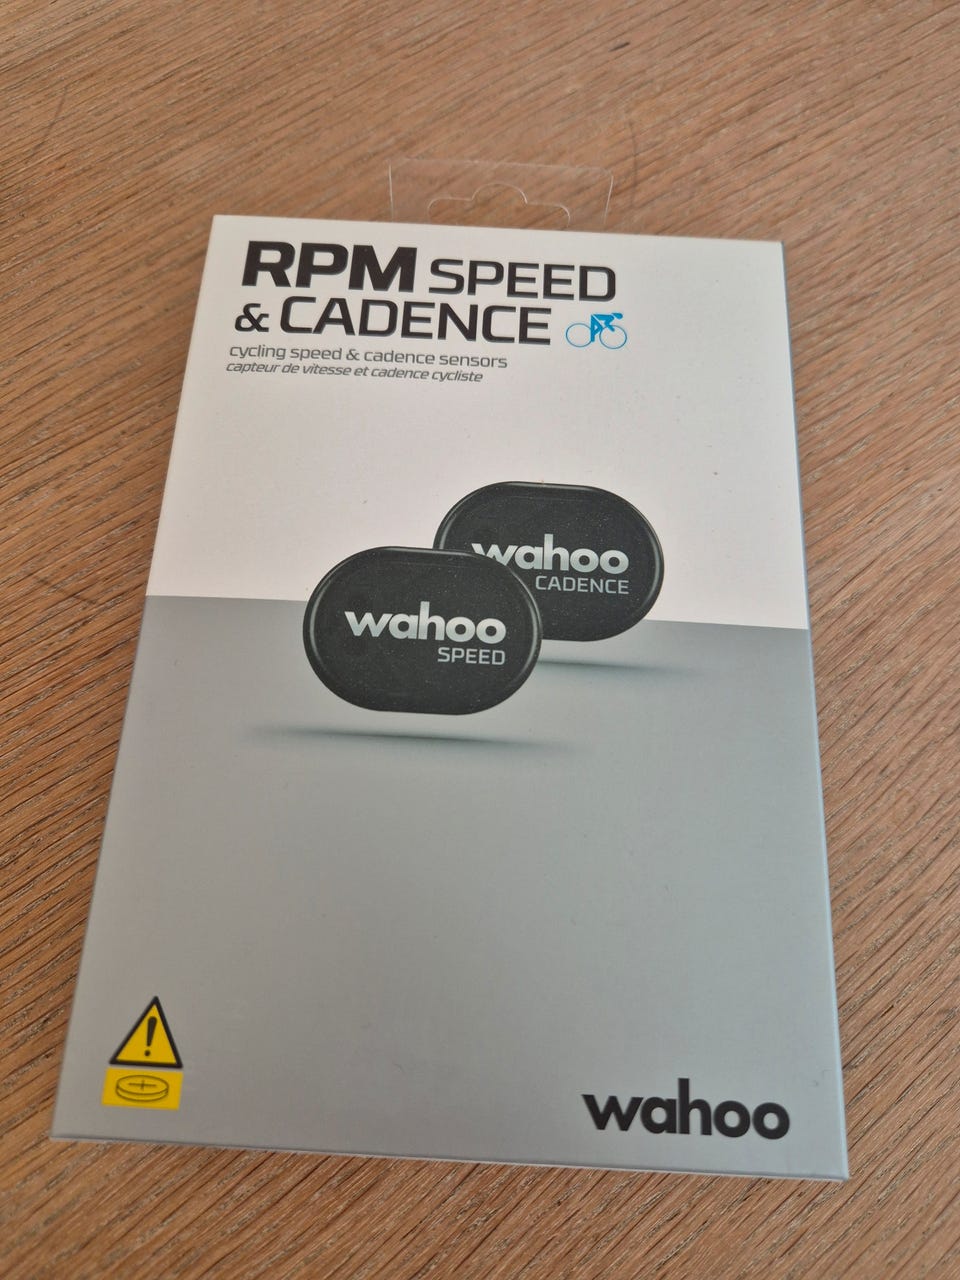 RPM SPEED
& CADENCE
cycling speed & cadence sensors
capteur de vitesse et cadence cycliste
wahoo
CADENCE
wahoo
SPEED
wahoo